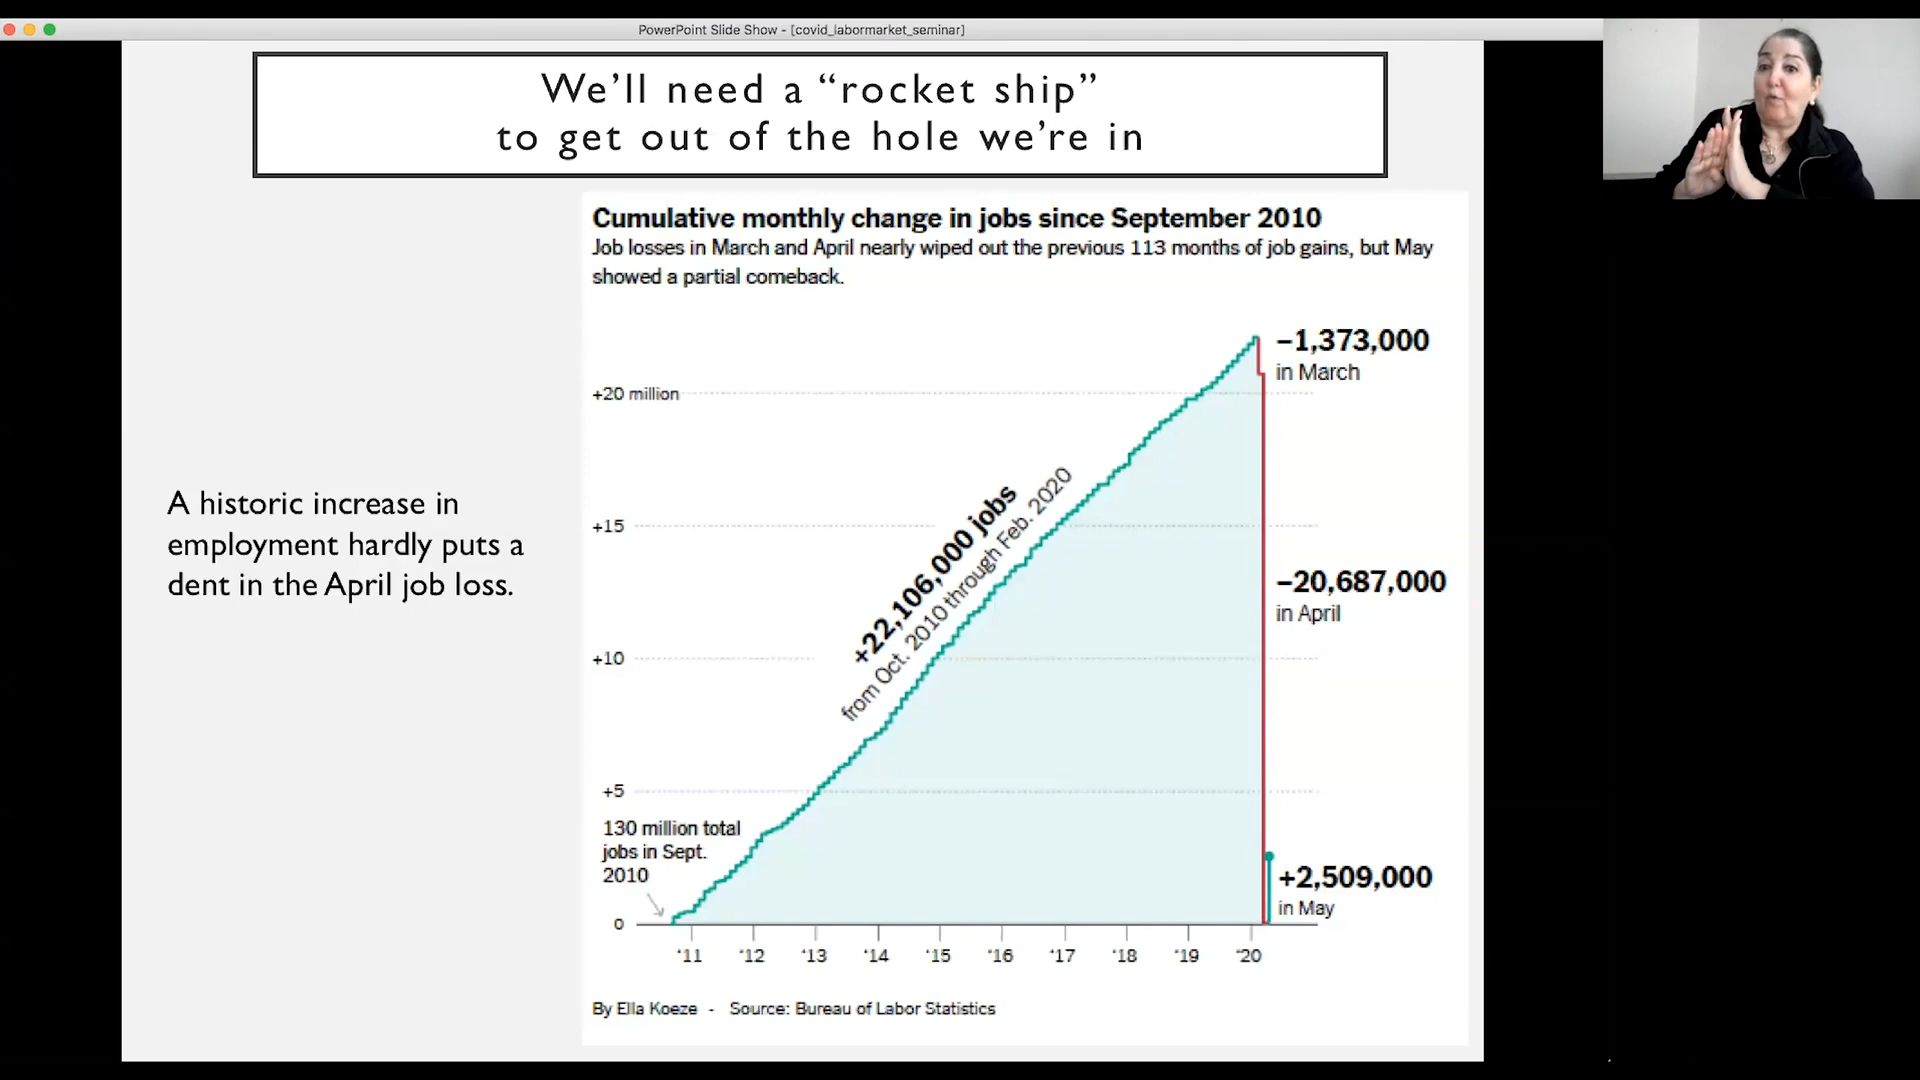 PowerPoint Slide Show - [covid_labormarket_seminar]
We’ll need a “rocket ship”
to get out of the hole we’re in
Cumulative monthly change in jobs since September 2010
Job losses in March and April nearly wiped out the previous 113 months of job gains, but May
showed a partial comeback.
−1,373,000
in March
+20 million
A historic increase in
employment hardly puts a
dent in the April job loss.
+15
+22,106,000 jobs
from Oct. 2010 through Feb. 2020
−20,687,000
in April
+10
+5
130 million total
jobs in Sept.
2010
+2,509,000
in May
0
'11 '12 '13 '14 '15 '16 '17 '18 '19 '20
By Ella Koeze - Source: Bureau of Labor Statistics